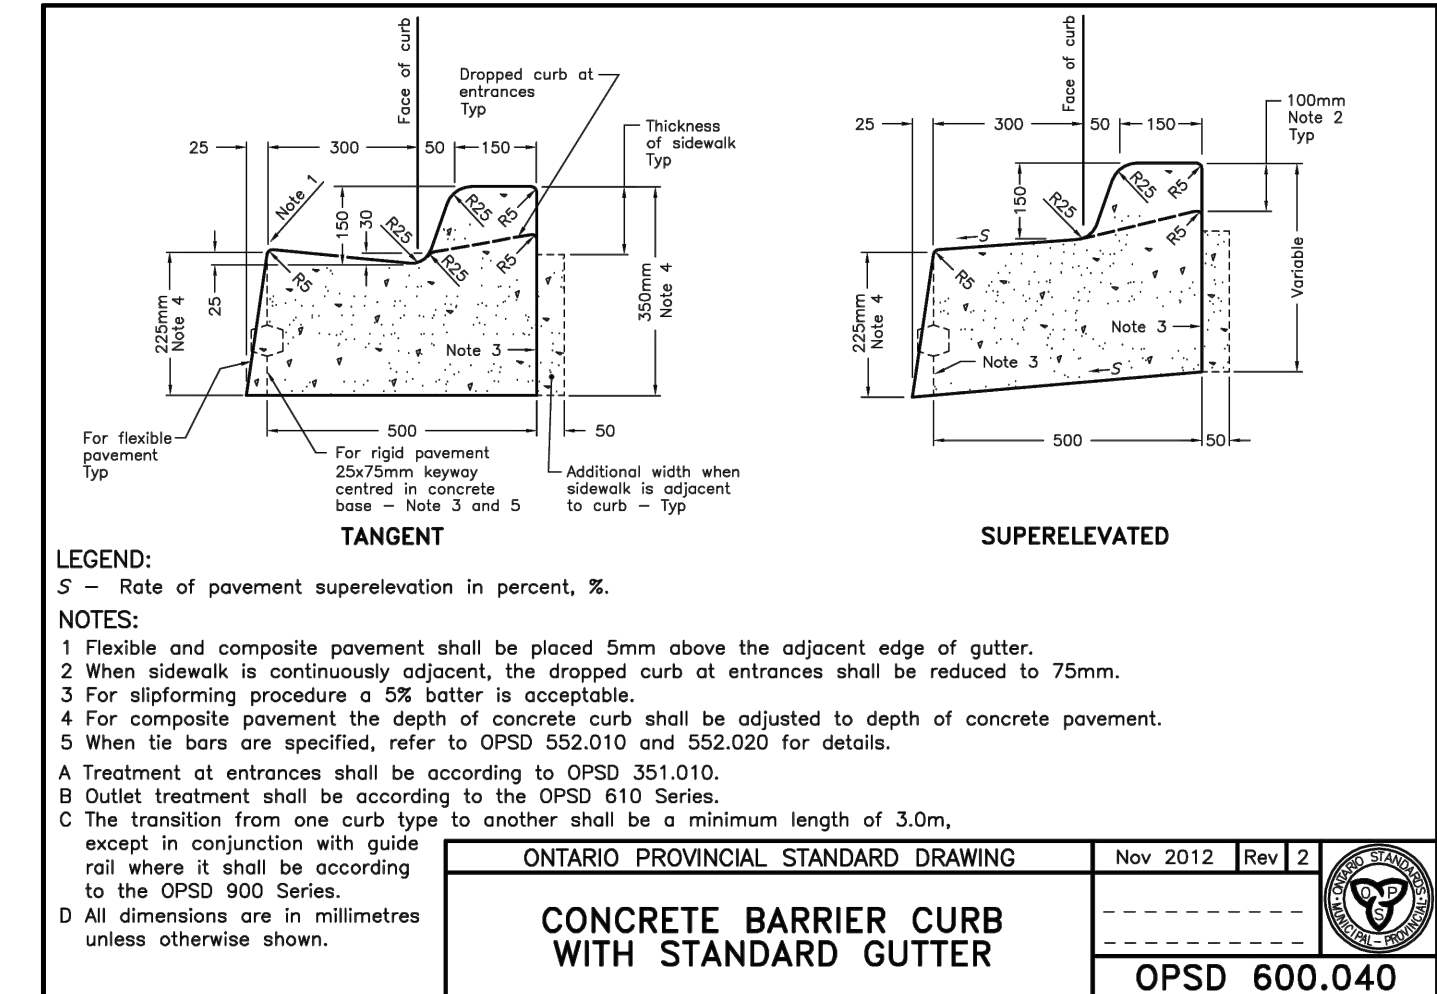 Face of curb
Dropped curb at
entrances
Typ
Thickness
of sidewalk
Typ
25
300
50
150
Note 1
150
30
R25
R25
R5
R5
R25
R5
25
225mm
Note 4
350mm
Note 4
Note 3
500
50
For flexible
pavement
Typ
For rigid pavement
25x75mm keyway
centred in concrete
base – Note 3 and 5
Additional width when
sidewalk is adjacent
to curb – Typ
TANGENT
Face of curb
25
300
50
150
100mm
Note 2
Typ
150
R25
R25
R5
R5
S
R5
225mm
Note 4
Variable
Note 3
Note 3
S
500
50
SUPERELEVATED
LEGEND:
S – Rate of pavement superelevation in percent, %.
NOTES:
1 Flexible and composite pavement shall be placed 5mm above the adjacent edge of gutter.
2 When sidewalk is continuously adjacent, the dropped curb at entrances shall be reduced to 75mm.
3 For slipforming procedure a 5% batter is acceptable.
4 For composite pavement the depth of concrete curb shall be adjusted to depth of concrete pavement.
5 When tie bars are specified, refer to OPSD 552.010 and 552.020 for details.
A Treatment at entrances shall be according to OPSD 351.010.
B Outlet treatment shall be according to the OPSD 610 Series.
C The transition from one curb type to another shall be a minimum length of 3.0m,
except in conjunction with guide
rail where it shall be according
to the OPSD 900 Series.
D All dimensions are in millimetres
unless otherwise shown.
ONTARIO PROVINCIAL STANDARD DRAWING
Nov 2012
Rev
2
CONCRETE BARRIER CURB
WITH STANDARD GUTTER
ONTARIO STANDARDS
MUNICIPAL – PROVINCIAL
O P
S
OPSD 600.040